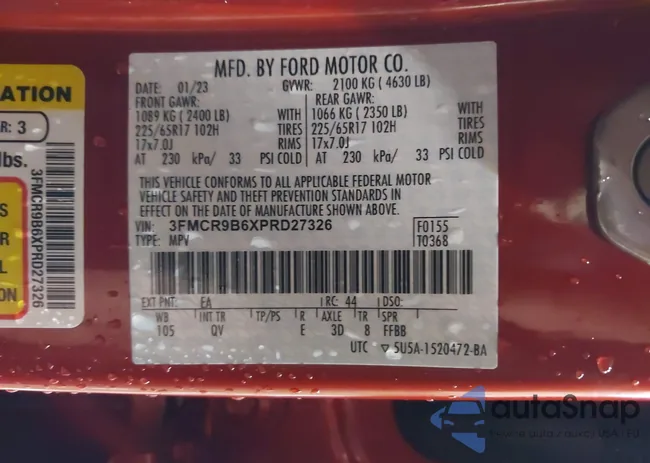 ATION
R: 3
lbs.
3FMCR9B6XPRD27326
S
R
AL
ON
MFD. BY FORD MOTOR CO.
DATE: 01/23 GVWR: 2100 KG ( 4630 LB)
FRONT GAWR: REAR GAWR:
1089 KG ( 2400 LB) WITH 1066 KG ( 2350 LB) WITH
225/65R17 102H TIRES 225/65R17 102H TIRES
17x7.0J RIMS 17x7.0J RIMS
AT 230 kPa/ 33 PSI COLD AT 230 kPa/ 33 PSI COLD
THIS VEHICLE CONFORMS TO ALL APPLICABLE FEDERAL MOTOR
VEHICLE SAFETY AND THEFT PREVENTION STANDARDS IN
EFFECT ON THE DATE OF MANUFACTURE SHOWN ABOVE.
VIN: 3FMCR9B6XPRD27326 F0155
TYPE: MPV T0368
EXT PNT: EA RC: 44 DSO:
WB INT TR TP/PS R AXLE TR SPR
105 QV E 3D 8 FFBB
UTC ▽ 5U5A-1520472-BA
autaSnap